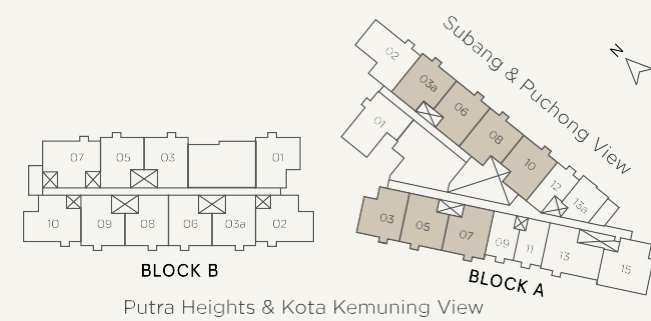 Subang & Puchong View
N
02
03a
06
08
10
12
13a
01
03
05
07
09
11
13
15
BLOCK A
07
05
03
01
10
09
08
06
03a
02
BLOCK B
Putra Heights & Kota Kemuning View